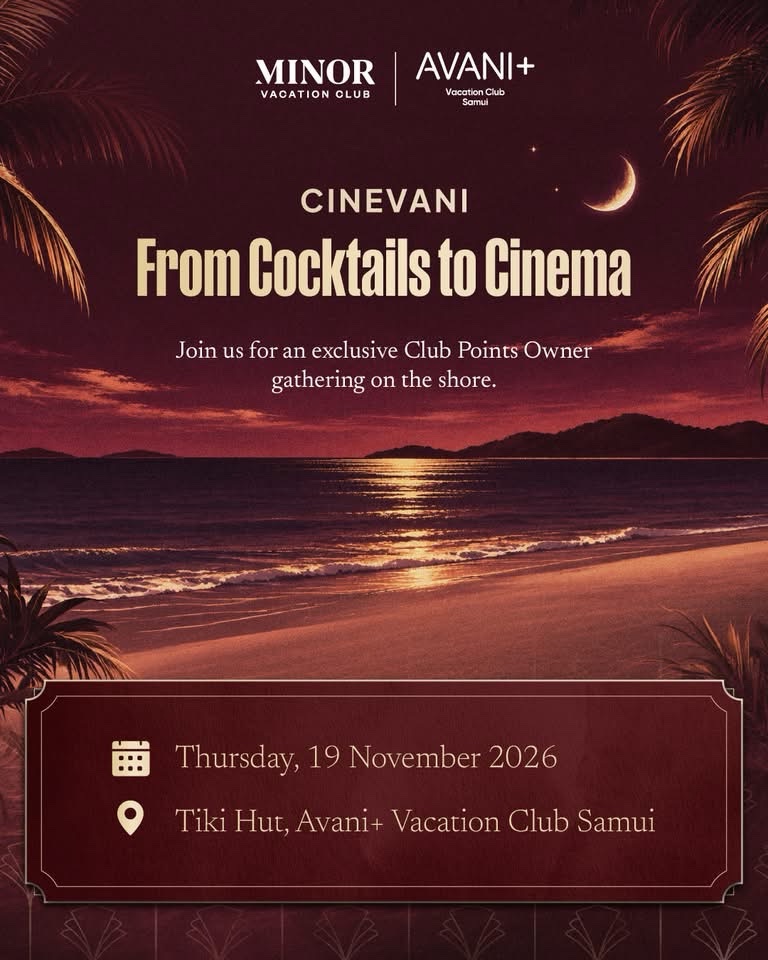 MINOR
VACATION CLUB
AVANI+
Vacation Club
Samui
CINEVANI
From Cocktails to Cinema
Join us for an exclusive Club Points Owner
gathering on the shore.
Thursday, 19 November 2026
Tiki Hut, Avani+ Vacation Club Samui